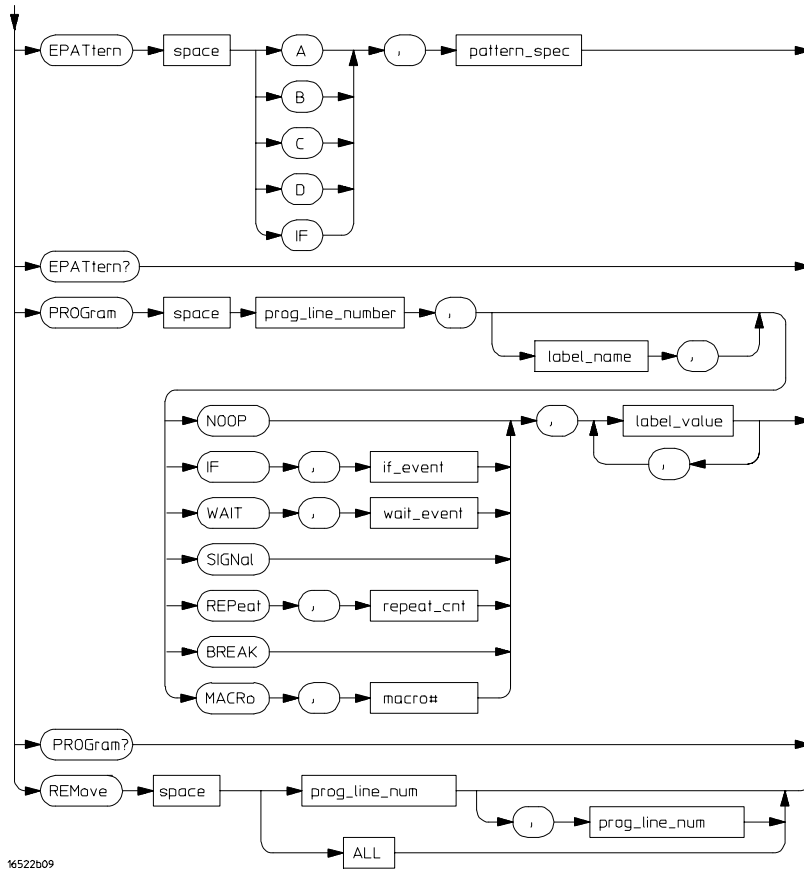 EPATtern space A , pattern_spec
B
C
D
IF
EPATtern?
PROGram space prog_line_number ,
label_name ,
NOOP , label_value
IF , if_event ,
WAIT , wait_event
SIGNal
REPeat , repeat_cnt
BREAK
MACRo , macro#
PROGram?
REMove space prog_line_num
, prog_line_num
ALL
16522b09